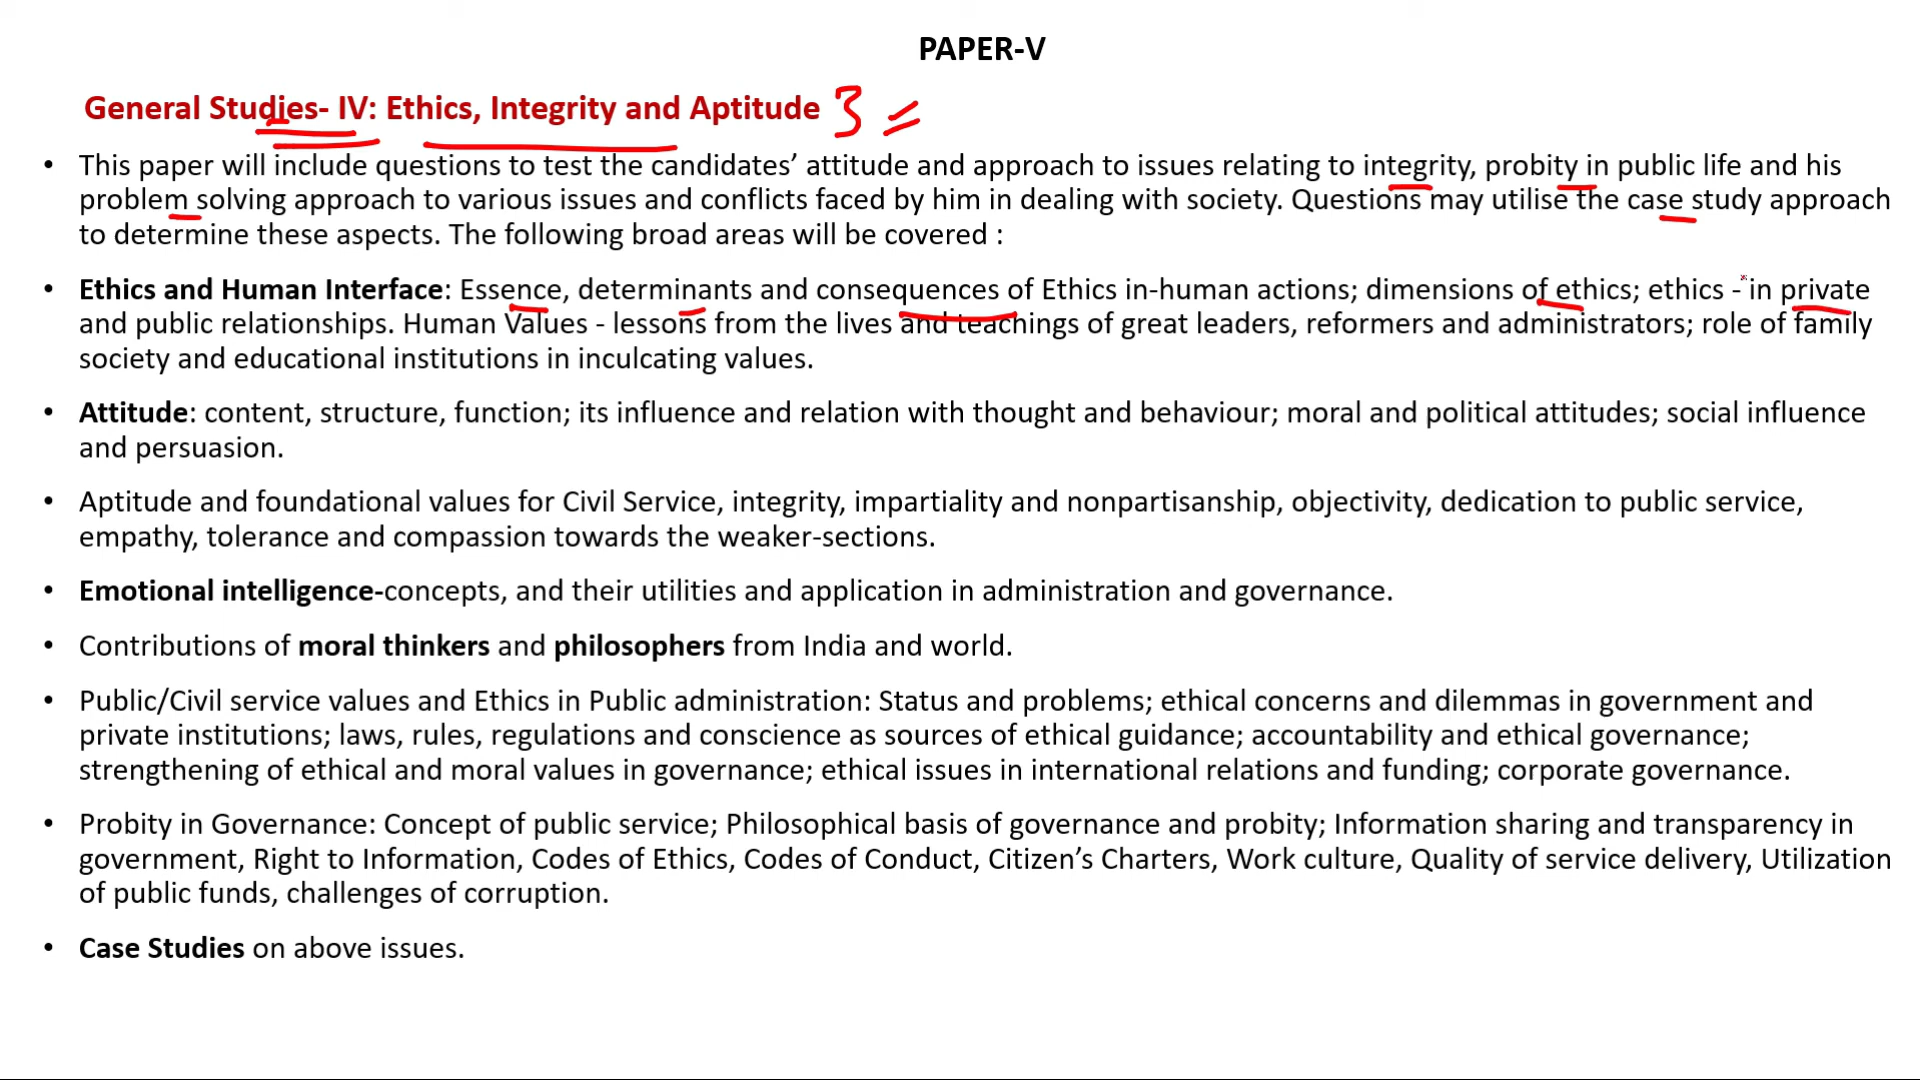 PAPER-V
General Studies- IV: Ethics, Integrity and Aptitude 3 =
• This paper will include questions to test the candidates’ attitude and approach to issues relating to integrity, probity in public life and his
problem solving approach to various issues and conflicts faced by him in dealing with society. Questions may utilise the case study approach
to determine these aspects. The following broad areas will be covered :
• Ethics and Human Interface: Essence, determinants and consequences of Ethics in-human actions; dimensions of ethics; ethics - in private
and public relationships. Human Values - lessons from the lives and teachings of great leaders, reformers and administrators; role of family
society and educational institutions in inculcating values.
• Attitude: content, structure, function; its influence and relation with thought and behaviour; moral and political attitudes; social influence
and persuasion.
• Aptitude and foundational values for Civil Service, integrity, impartiality and nonpartisanship, objectivity, dedication to public service,
empathy, tolerance and compassion towards the weaker-sections.
• Emotional intelligence-concepts, and their utilities and application in administration and governance.
• Contributions of moral thinkers and philosophers from India and world.
• Public/Civil service values and Ethics in Public administration: Status and problems; ethical concerns and dilemmas in government and
private institutions; laws, rules, regulations and conscience as sources of ethical guidance; accountability and ethical governance;
strengthening of ethical and moral values in governance; ethical issues in international relations and funding; corporate governance.
• Probity in Governance: Concept of public service; Philosophical basis of governance and probity; Information sharing and transparency in
government, Right to Information, Codes of Ethics, Codes of Conduct, Citizen’s Charters, Work culture, Quality of service delivery, Utilization
of public funds, challenges of corruption.
• Case Studies on above issues.